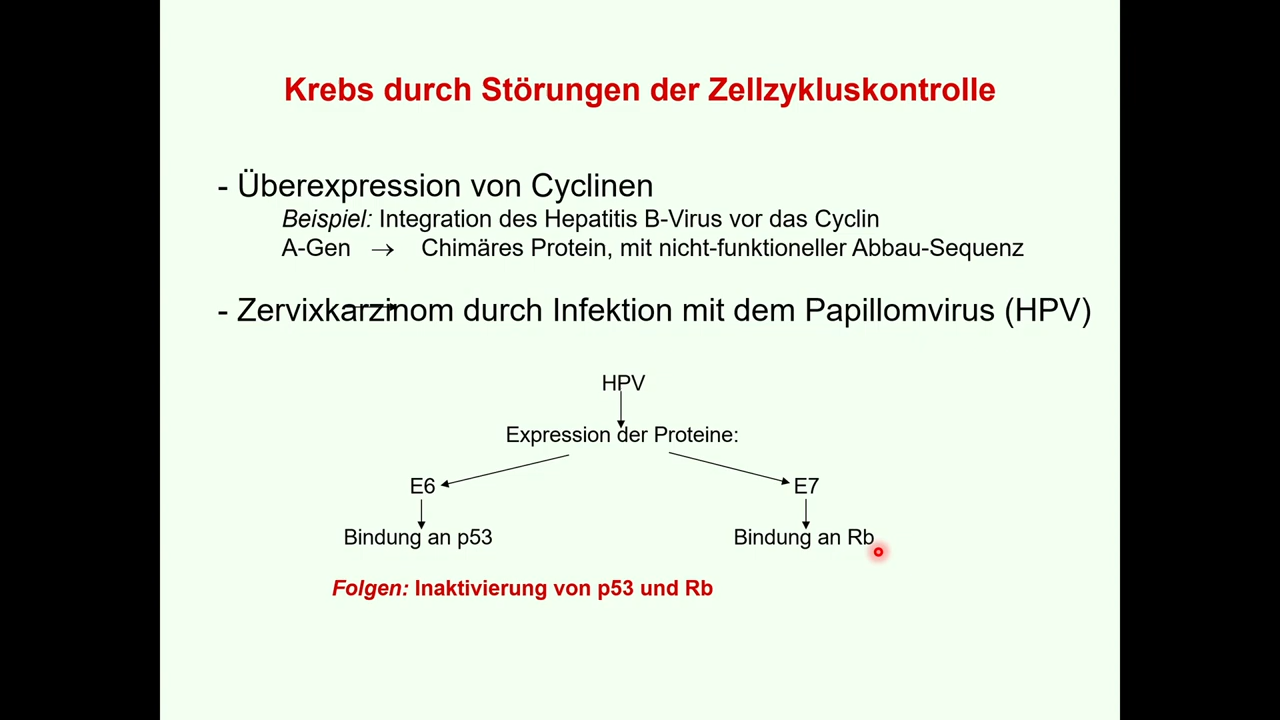 Krebs durch Störungen der Zellzykluskontrolle
- Überexpression von Cyclinen
Beispiel: Integration des Hepatitis B-Virus vor das Cyclin
A-Gen → Chimäres Protein, mit nicht-funktioneller Abbau-Sequenz
- Zervixkarzinom durch Infektion mit dem Papillomvirus (HPV)
HPV
Expression der Proteine:
E6 E7
Bindung an p53 Bindung an Rb
Folgen: Inaktivierung von p53 und Rb